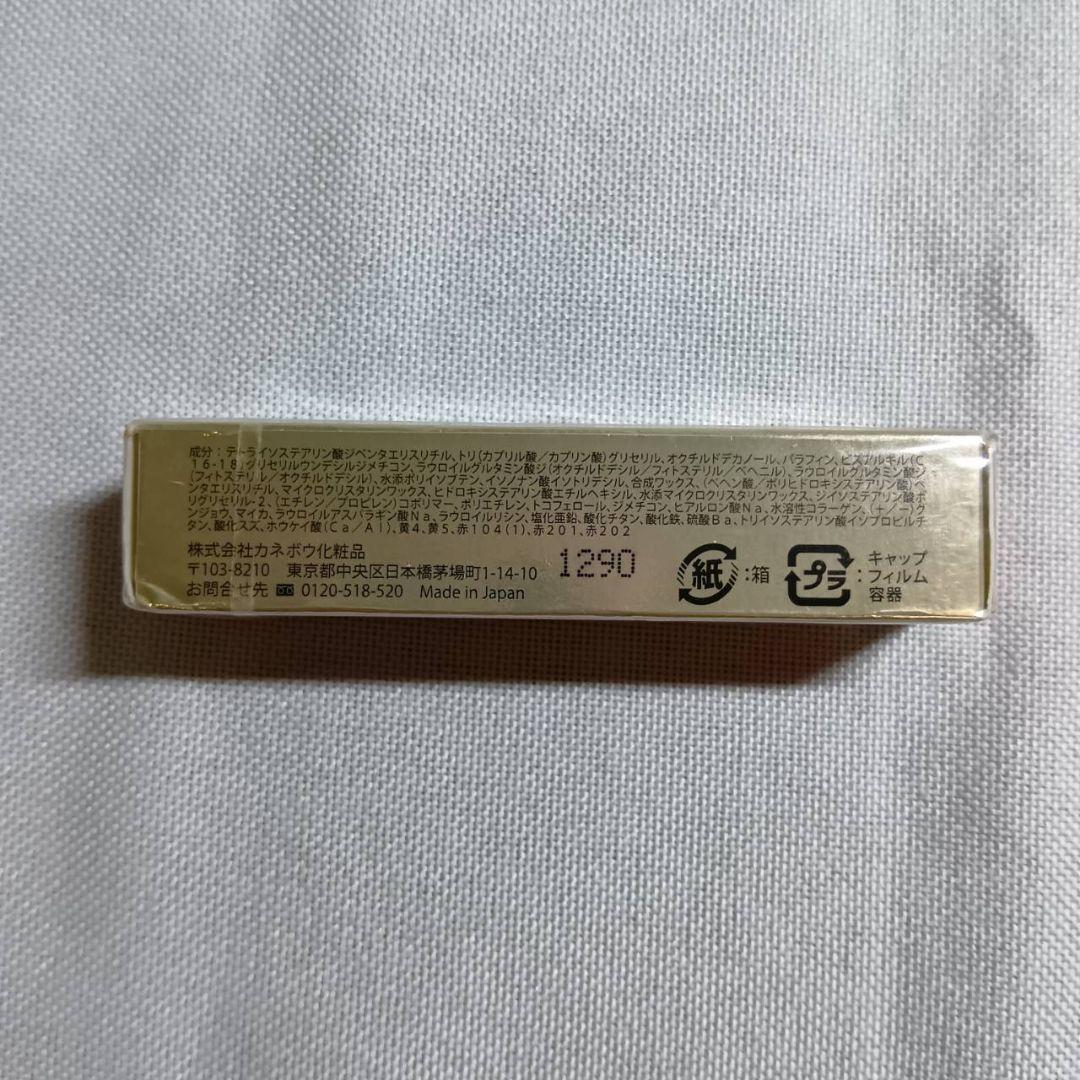 成分：テトライソステアリン酸ジペンタエリスリチル、トリ(カプリル酸／カプリン酸)グリセリル、オクチルドデカノール、パラフィン、ビスアルキル(C
16-18)グリセリルウンデシルジメチコン、ラウロイルグルタミン酸ジ(オクチルドデシル／フィトステリル／ベヘニル)、ラウロイルグルタミン酸ジ
(フィトステリル／オクチルドデシル)、水添ポリイソブテン、イソノナン酸イソトリデシル、合成ワックス、(ベヘン酸／ポリヒドロキシステアリン酸)ペ
ンタエリスリチル、マイクロクリスタリンワックス、ヒドロキシステアリン酸エチルヘキシル、水添マイクロクリスタリンワックス、ジイソステアリン酸ポ
リグリセリル-2、(エチレン／プロピレン)コポリマー、ポリエチレン、トコフェロール、ジメチコン、ヒアルロン酸Na、水溶性コラーゲン、(+/-)グ
ンジョウ、マイカ、ラウロイルアスパラギン酸Na、ラウロイルリシン、塩化亜鉛、酸化チタン、酸化鉄、硫酸Ba、トリイソステアリン酸イソプロピルチ
タン、酸化スズ、ホウケイ酸(Ca/Al)、黄4、黄5、赤104(1)、赤201、赤202
株式会社カネボウ化粧品
〒103-8210 東京都中央区日本橋茅場町1-14-10
お問合せ先 0120-518-520 Made in Japan
1290
紙：箱
プラ：キャップ
フィルム
容器